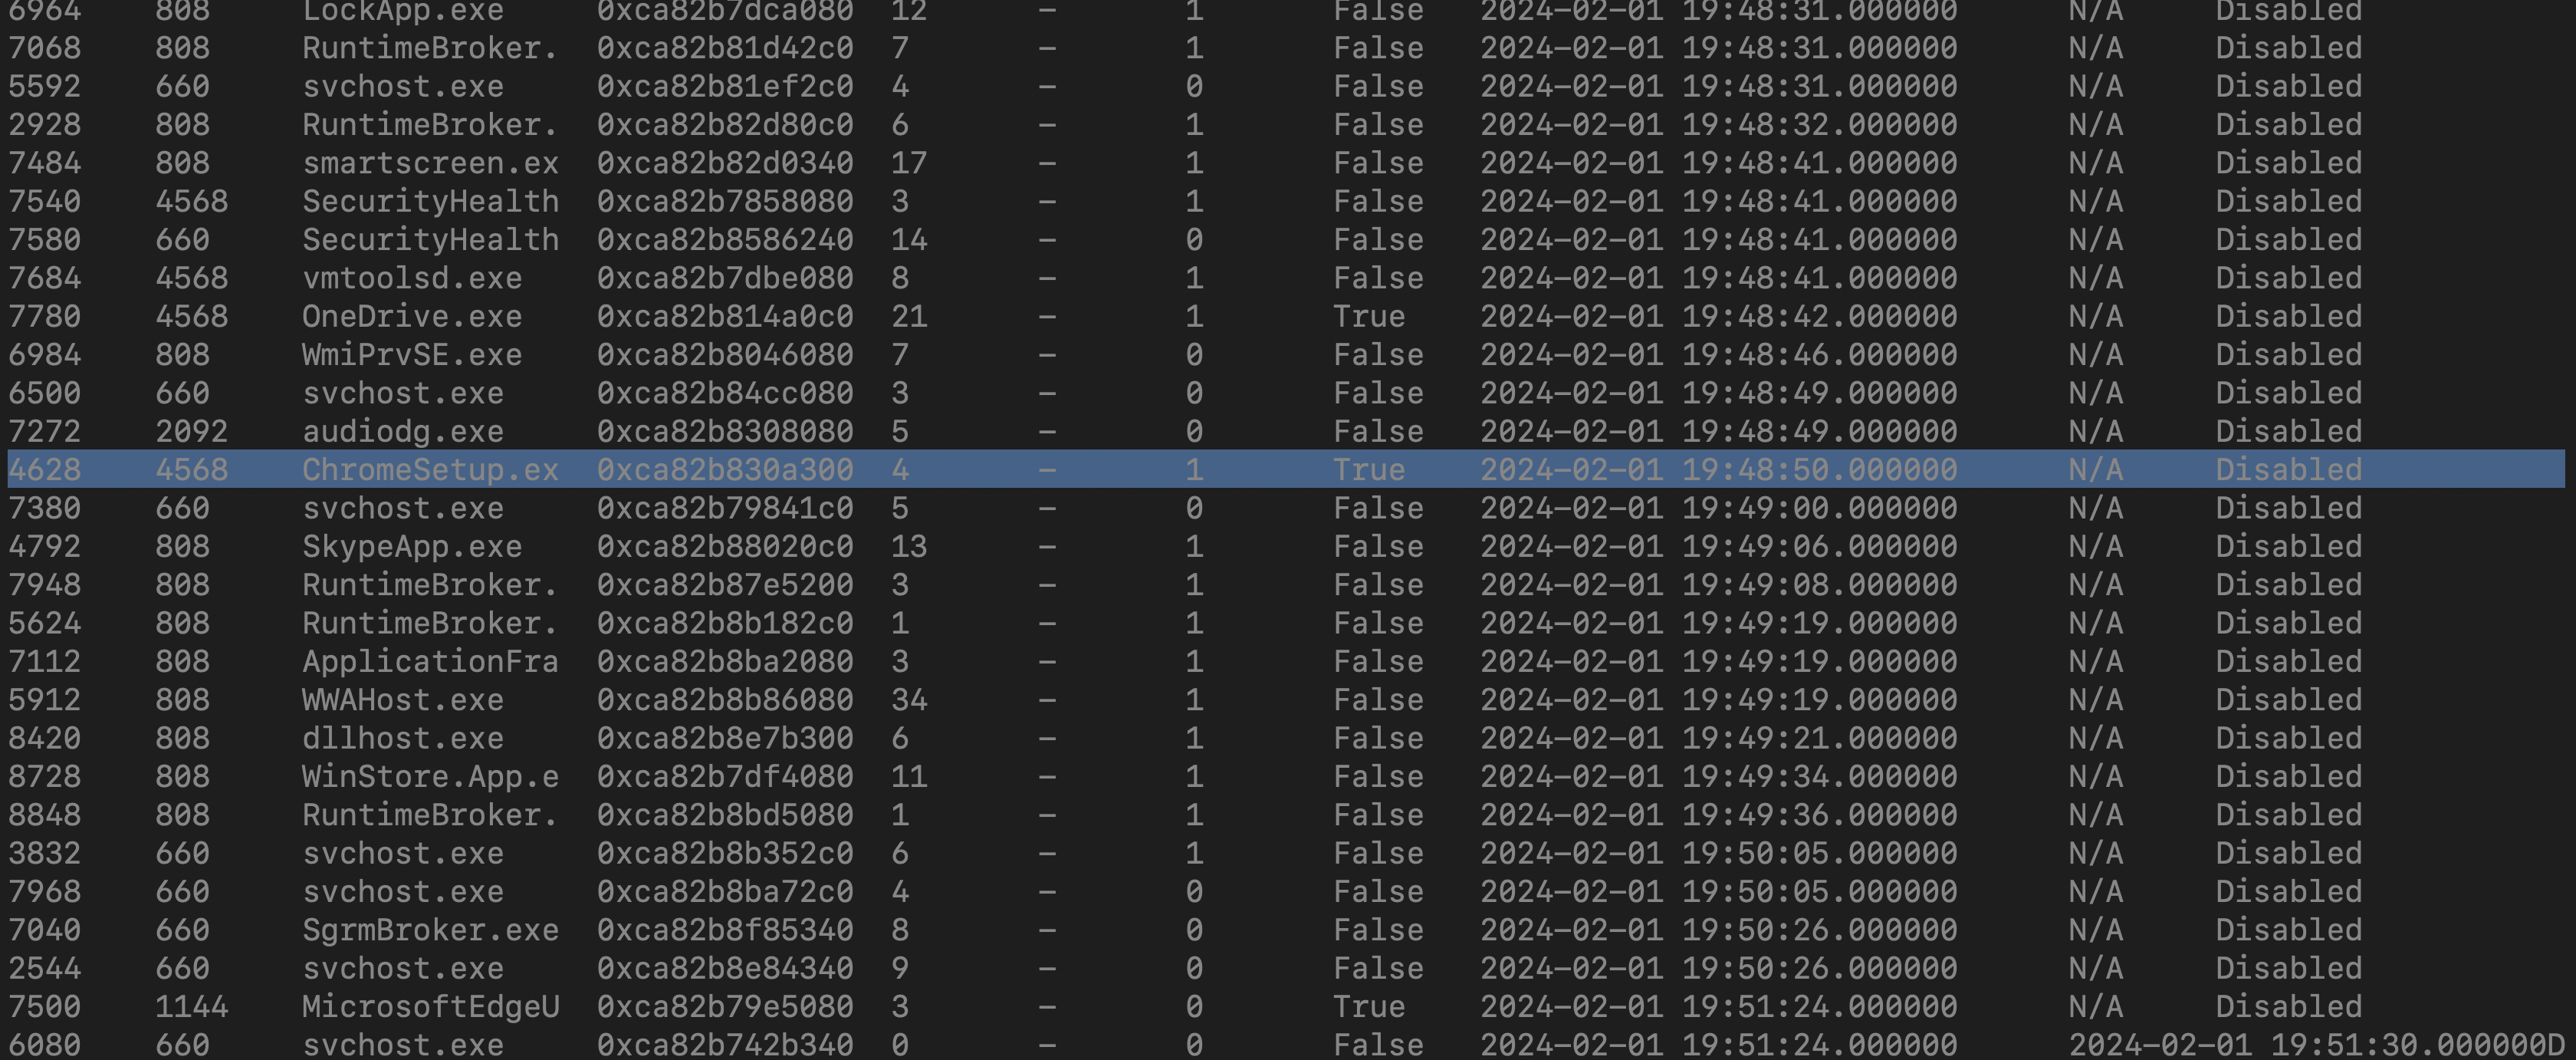 6964 808 LockApp.exe 0xca82b7dca080 12 - 1 False 2024-02-01 19:48:31.000000 N/A Disabled
7068 808 RuntimeBroker. 0xca82b81d42c0 7 - 1 False 2024-02-01 19:48:31.000000 N/A Disabled
5592 660 svchost.exe 0xca82b81ef2c0 4 - 0 False 2024-02-01 19:48:31.000000 N/A Disabled
2928 808 RuntimeBroker. 0xca82b82d80c0 6 - 1 False 2024-02-01 19:48:32.000000 N/A Disabled
7484 808 smartscreen.ex 0xca82b82d0340 17 - 1 False 2024-02-01 19:48:41.000000 N/A Disabled
7540 4568 SecurityHealth 0xca82b7858080 3 - 1 False 2024-02-01 19:48:41.000000 N/A Disabled
7580 660 SecurityHealth 0xca82b8586240 14 - 0 False 2024-02-01 19:48:41.000000 N/A Disabled
7684 4568 vmtoolsd.exe 0xca82b7dbe080 8 - 1 False 2024-02-01 19:48:41.000000 N/A Disabled
7780 4568 OneDrive.exe 0xca82b814a0c0 21 - 1 True 2024-02-01 19:48:42.000000 N/A Disabled
6984 808 WmiPrvSE.exe 0xca82b8046080 7 - 0 False 2024-02-01 19:48:46.000000 N/A Disabled
6500 660 svchost.exe 0xca82b84cc080 3 - 0 False 2024-02-01 19:48:49.000000 N/A Disabled
7272 2092 audiodg.exe 0xca82b8308080 5 - 0 False 2024-02-01 19:48:49.000000 N/A Disabled
4628 4568 ChromeSetup.ex 0xca82b830a300 4 - 1 True 2024-02-01 19:48:50.000000 N/A Disabled
7380 660 svchost.exe 0xca82b79841c0 5 - 0 False 2024-02-01 19:49:00.000000 N/A Disabled
4792 808 SkypeApp.exe 0xca82b88020c0 13 - 1 False 2024-02-01 19:49:06.000000 N/A Disabled
7948 808 RuntimeBroker. 0xca82b87e5200 3 - 1 False 2024-02-01 19:49:08.000000 N/A Disabled
5624 808 RuntimeBroker. 0xca82b8b182c0 1 - 1 False 2024-02-01 19:49:19.000000 N/A Disabled
7112 808 ApplicationFra 0xca82b8ba2080 3 - 1 False 2024-02-01 19:49:19.000000 N/A Disabled
5912 808 WWAHost.exe 0xca82b8b86080 34 - 1 False 2024-02-01 19:49:19.000000 N/A Disabled
8420 808 dllhost.exe 0xca82b8e7b300 6 - 1 False 2024-02-01 19:49:21.000000 N/A Disabled
8728 808 WinStore.App.e 0xca82b7df4080 11 - 1 False 2024-02-01 19:49:34.000000 N/A Disabled
8848 808 RuntimeBroker. 0xca82b8bd5080 1 - 1 False 2024-02-01 19:49:36.000000 N/A Disabled
3832 660 svchost.exe 0xca82b8b352c0 6 - 1 False 2024-02-01 19:50:05.000000 N/A Disabled
7968 660 svchost.exe 0xca82b8ba72c0 4 - 0 False 2024-02-01 19:50:05.000000 N/A Disabled
7040 660 SgrmBroker.exe 0xca82b8f85340 8 - 0 False 2024-02-01 19:50:26.000000 N/A Disabled
2544 660 svchost.exe 0xca82b8e84340 9 - 0 False 2024-02-01 19:50:26.000000 N/A Disabled
7500 1144 MicrosoftEdgeU 0xca82b79e5080 3 - 0 True 2024-02-01 19:51:24.000000 N/A Disabled
6080 660 svchost.exe 0xca82b742b340 0 - 0 False 2024-02-01 19:51:24.000000 2024-02-01 19:51:30.000000D